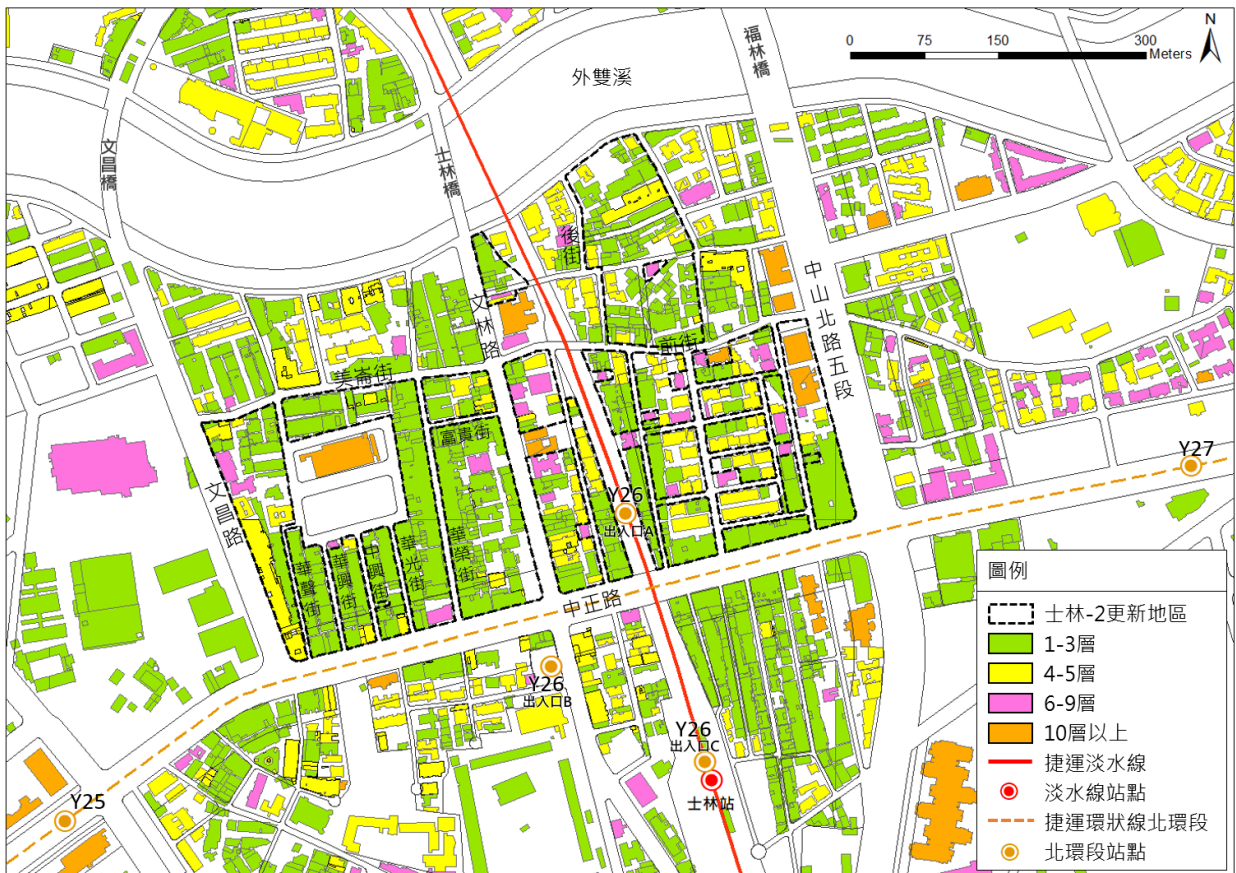 N
0 75 150 300
Meters
福林橋
外雙溪
文昌橋
士林橋
後街
中山北路五段
文林路
前街
美崙街
富貴街
Y27
文昌路
Y26
出入口A
華聲街
華興街
中興街
華光街
華榮街
中正路
Y26
出入口B
Y26
出入口C
士林站
Y25
圖例
士林-2更新地區
1-3層
4-5層
6-9層
10層以上
捷運淡水線
淡水線站點
捷運環狀線北環段
北環段站點